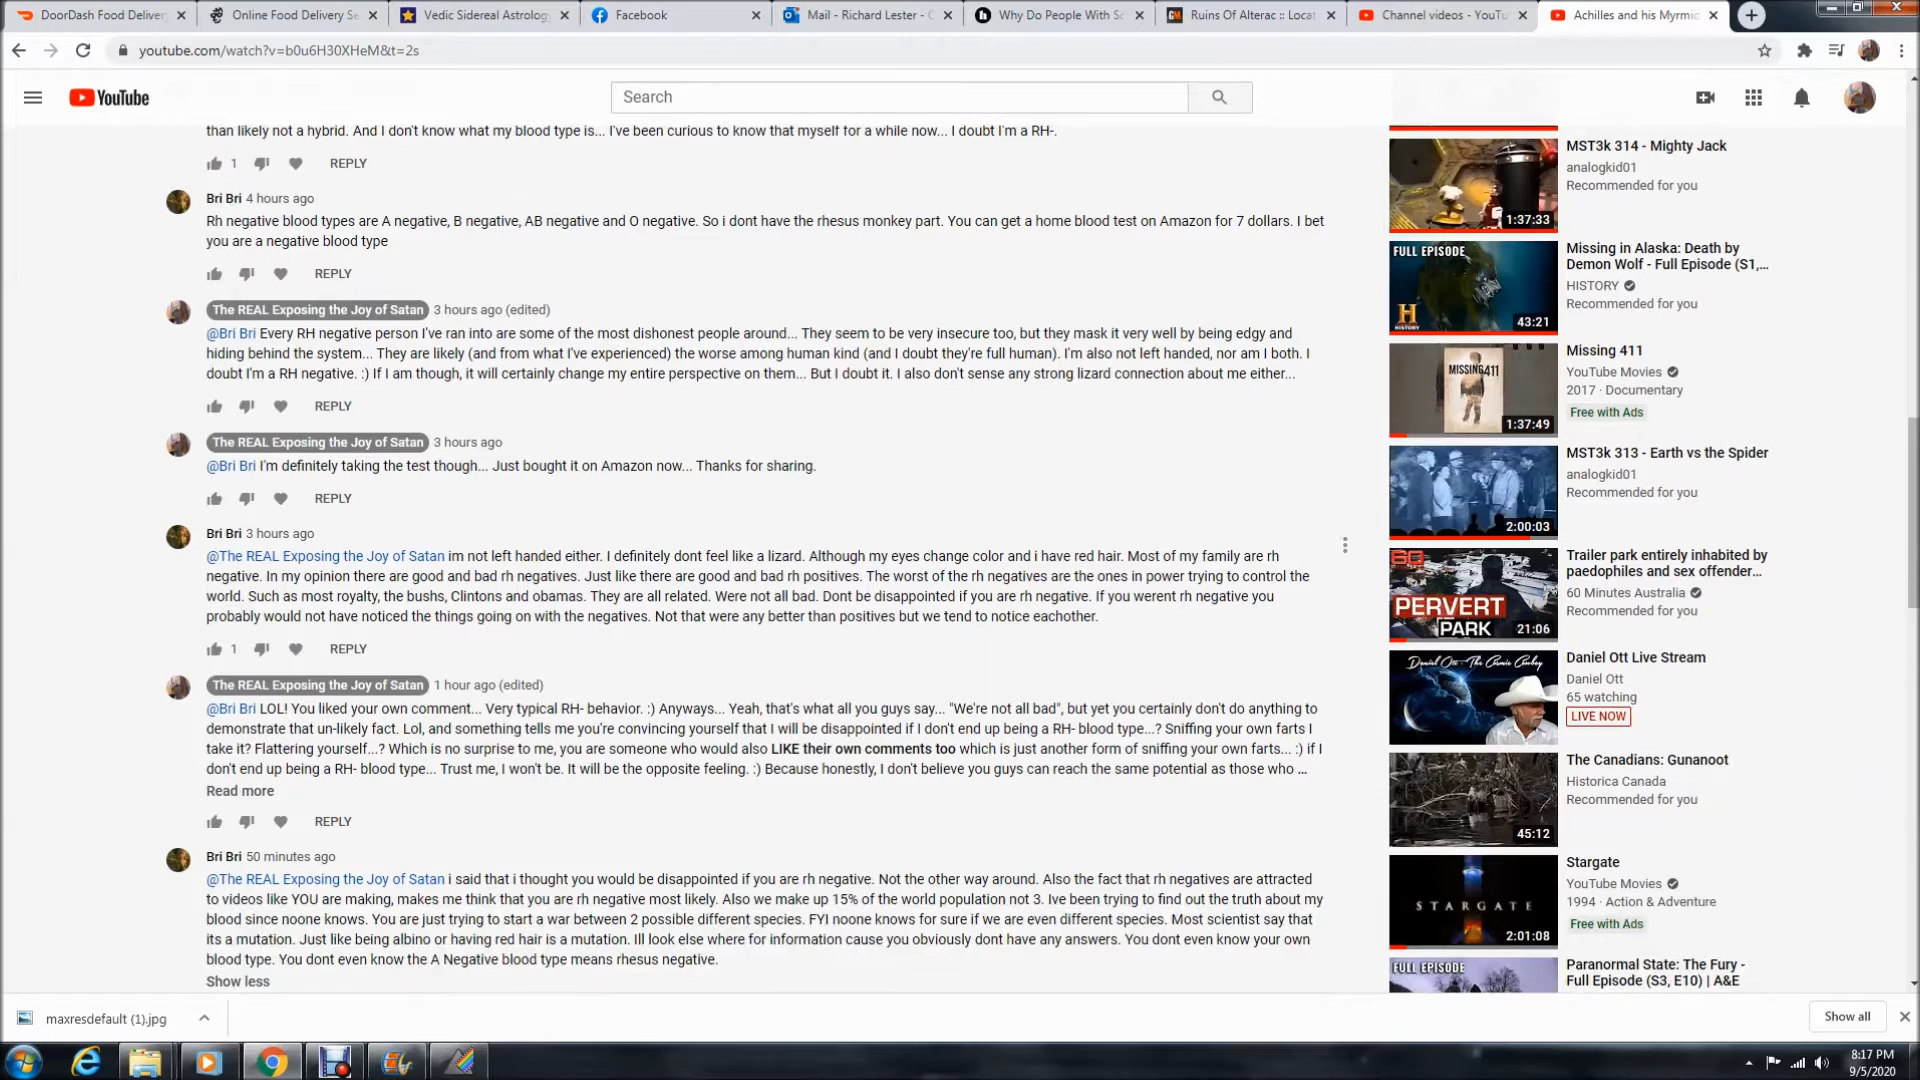 DoorDash Food Delivery
Online Food Delivery Se
Vedic Sidereal Astrology
Facebook
Mail - Richard Lester - O
Why Do People With So
Ruins Of Alterac :: Locat
Channel videos - YouTu
Achilles and his Myrmid
youtube.com/watch?v=b0u6H30XHeM&t=2s
YouTube
Search
than likely not a hybrid. And I don't know what my blood type is... I've been curious to know that myself for a while now... I doubt I'm a RH-.
1 REPLY
Bri Bri 4 hours ago
Rh negative blood types are A negative, B negative, AB negative and O negative. So i dont have the rhesus monkey part. You can get a home blood test on Amazon for 7 dollars. I bet
you are a negative blood type
REPLY
The REAL Exposing the Joy of Satan 3 hours ago (edited)
@Bri Bri Every RH negative person I've ran into are some of the most dishonest people around... They seem to be very insecure too, but they mask it very well by being edgy and
hiding behind the system... They are likely (and from what I've experienced) the worse among human kind (and I doubt they're full human). I'm also not left handed, nor am I both. I
doubt I'm a RH negative. :) If I am though, it will certainly change my entire perspective on them... But I doubt it. I also don't sense any strong lizard connection about me either...
REPLY
The REAL Exposing the Joy of Satan 3 hours ago
@Bri Bri I'm definitely taking the test though... Just bought it on Amazon now... Thanks for sharing.
REPLY
Bri Bri 3 hours ago
@The REAL Exposing the Joy of Satan im not left handed either. I definitely dont feel like a lizard. Although my eyes change color and i have red hair. Most of my family are rh
negative. In my opinion there are good and bad rh negatives. Just like there are good and bad rh positives. The worst of the rh negatives are the ones in power trying to control the
world. Such as most royalty, the bushs, Clintons and obamas. They are all related. Were not all bad. Dont be disappointed if you are rh negative. If you werent rh negative you
probably would not have noticed the things going on with the negatives. Not that were any better than positives but we tend to notice eachother.
1 REPLY
The REAL Exposing the Joy of Satan 1 hour ago (edited)
@Bri Bri LOL! You liked your own comment... Very typical RH- behavior. :) Anyways... Yeah, that's what all you guys say... "We're not all bad", but yet you certainly don't do anything to
demonstrate that un-likely fact. Lol, and something tells me you're convincing yourself that I will be disappointed if I don't end up being a RH- blood type...? Sniffing your own farts I
take it? Flattering yourself...? Which is no surprise to me, you are someone who would also LIKE their own comments too which is just another form of sniffing your own farts... :) if I
don't end up being a RH- blood type... Trust me, I won't be. It will be the opposite feeling. :) Because honestly, I don't believe you guys can reach the same potential as those who ...
Read more
REPLY
Bri Bri 50 minutes ago
@The REAL Exposing the Joy of Satan i said that i thought you would be disappointed if you are rh negative. Not the other way around. Also the fact that rh negatives are attracted
to videos like YOU are making, makes me think that you are rh negative most likely. Also we make up 15% of the world population not 3. Ive been trying to find out the truth about my
blood since noone knows. You are just trying to start a war between 2 possible different species. FYI noone knows for sure if we are even different species. Most scientist say that
its a mutation. Just like being albino or having red hair is a mutation. Ill look else where for information cause you obviously dont have any answers. You dont even know your own
blood type. You dont even know the A Negative blood type means rhesus negative.
Show less
MST3k 314 - Mighty Jack
analogkid01
Recommended for you
1:37:33
FULL EPISODE
H
HISTORY
43:21
Missing in Alaska: Death by
Demon Wolf - Full Episode (S1,...
HISTORY
Recommended for you
MISSING411
1:37:49
Missing 411
YouTube Movies
2017 · Documentary
Free with Ads
2:00:03
MST3k 313 - Earth vs the Spider
analogkid01
Recommended for you
60
PERVERT
PARK
21:06
Trailer park entirely inhabited by
paedophiles and sex offender...
60 Minutes Australia
Recommended for you
Daniel Ott - The Cosmic Cowboy
Daniel Ott Live Stream
Daniel Ott
65 watching
LIVE NOW
45:12
The Canadians: Gunanoot
Historica Canada
Recommended for you
STARGATE
2:01:08
Stargate
YouTube Movies
1994 · Action & Adventure
Free with Ads
FULL EPISODE
Paranormal State: The Fury -
Full Episode (S3, E10) | A&E
maxresdefault (1).jpg
Show all
8:17 PM
9/5/2020